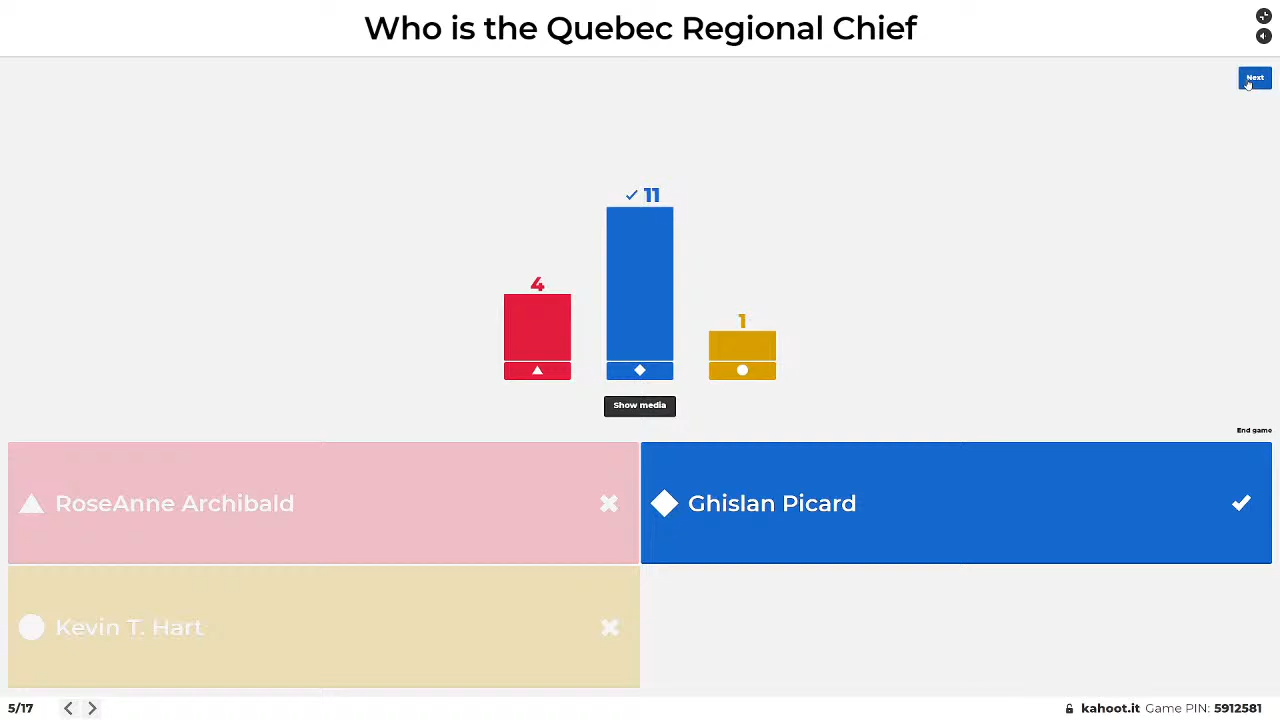 Who is the Quebec Regional Chief
Next
11
4
1
Show media
End game
RoseAnne Archibald
Ghislan Picard
Kevin T. Hart
5/17
kahoot.it Game PIN: 5912581